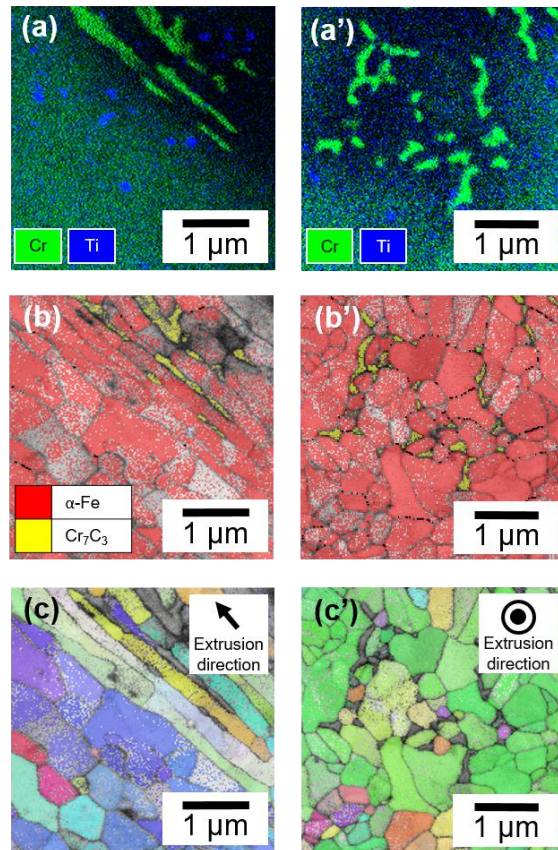 (a)
Cr Ti
1 μm
(a')
Cr Ti
1 μm
(b)
α-Fe
Cr₇C₃
1 μm
(b')
1 μm
(c)
Extrusion
direction
1 μm
(c')
Extrusion
direction
1 μm